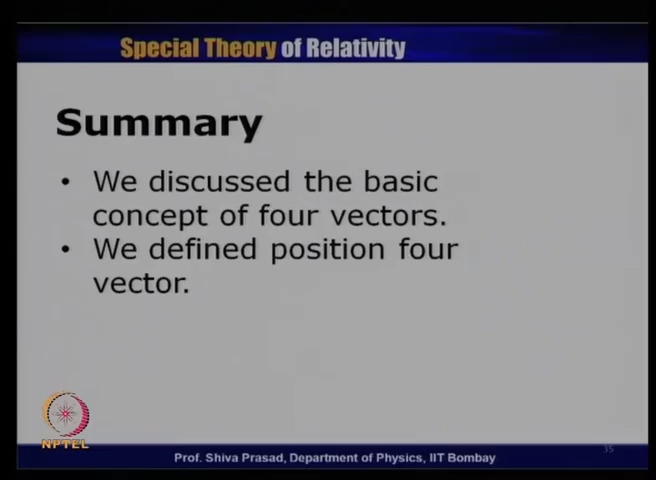 Special Theory of Relativity
Summary
• We discussed the basic
concept of four vectors.
• We defined position four
vector.
NPTEL
35
Prof. Shiva Prasad, Department of Physics, IIT Bombay